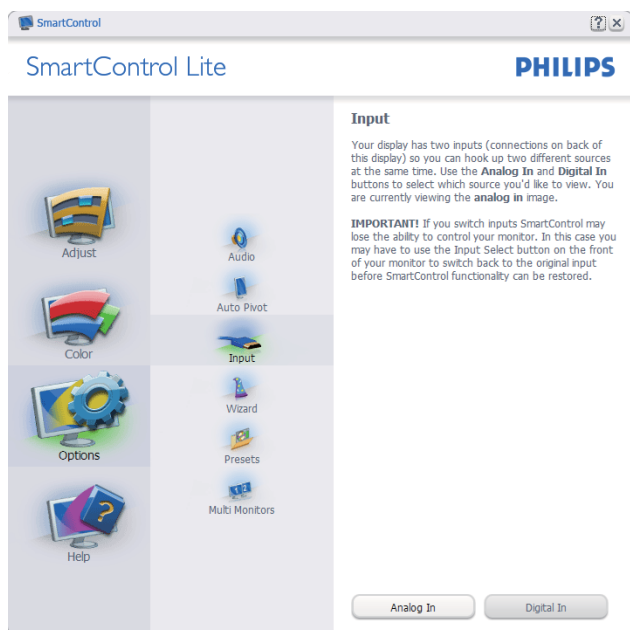 SmartControl
SmartControl Lite
PHILIPS
Adjust
Color
Options
Help
Audio
Auto Pivot
Input
Wizard
Presets
1 2
Multi Monitors
Input
Your display has two inputs (connections on back of
this display) so you can hook up two different sources
at the same time. Use the Analog In and Digital In
buttons to select which source you'd like to view. You
are currently viewing the analog in image.
IMPORTANT! If you switch inputs SmartControl may
lose the ability to control your monitor. In this case you
may have to use the Input Select button on the front
of your monitor to switch back to the original input
before SmartControl functionality can be restored.
Analog In
Digital In